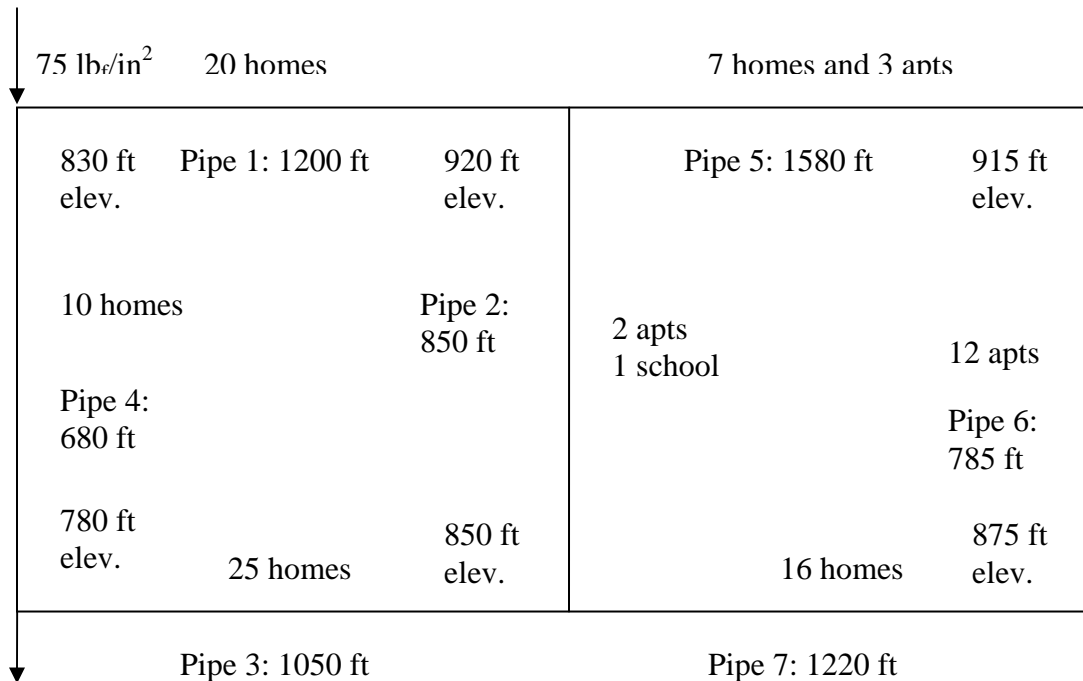 75 lbf/in2 20 homes 7 homes and 3 apts
830 ft Pipe 1: 1200 ft 920 ft Pipe 5: 1580 ft 915 ft
elev. elev. elev.
10 homes Pipe 2:
850 ft
2 apts
1 school 12 apts
Pipe 4:
680 ft
Pipe 6:
785 ft
780 ft
elev. 25 homes 850 ft
elev. 16 homes 875 ft
elev.
Pipe 3: 1050 ft Pipe 7: 1220 ft